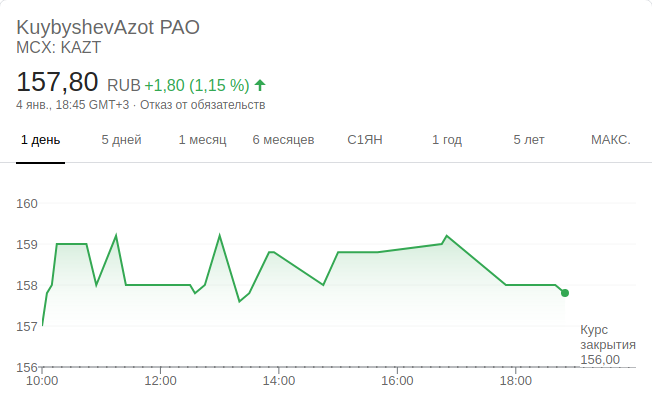 KuybyshevAzot PAO
MCX: KAZT
157,80 RUB +1,80 (1,15 %)
4 янв., 18:45 GMT+3 · Отказ от обязательств
1 день 5 дней 1 месяц 6 месяцев С1ЯН 1 год 5 лет МАКС.
160
159
158
157
Курс
закрытия
156,00
156
10:00 12:00 14:00 16:00 18:00